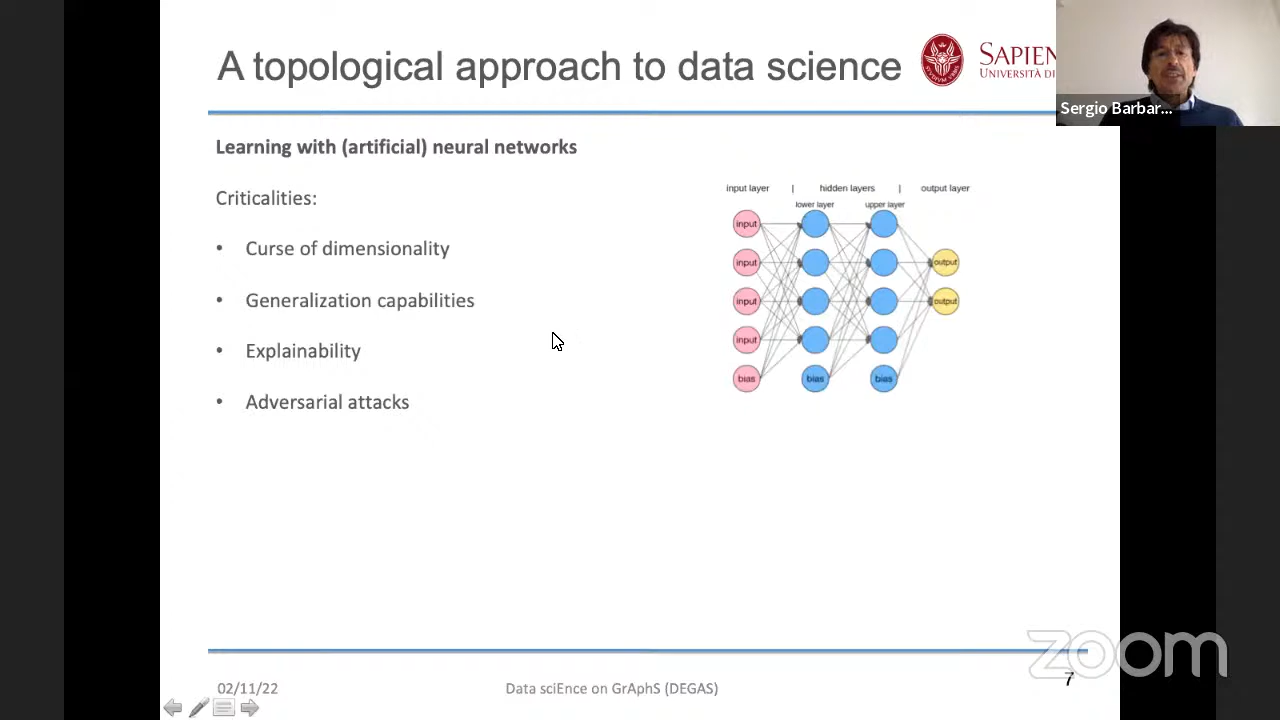 A topological approach to data science
SAPIEN
UNIVERSITÀ DI
Sergio Barbar...
Learning with (artificial) neural networks
Criticalities:
• Curse of dimensionality
• Generalization capabilities
• Explainability
• Adversarial attacks
input layer | hidden layers | output layer
lower layer upper layer
input
input output
input output
input
bias bias bias
zoom
02/11/22 Data sciEnce on GrAphS (DEGAS) 7